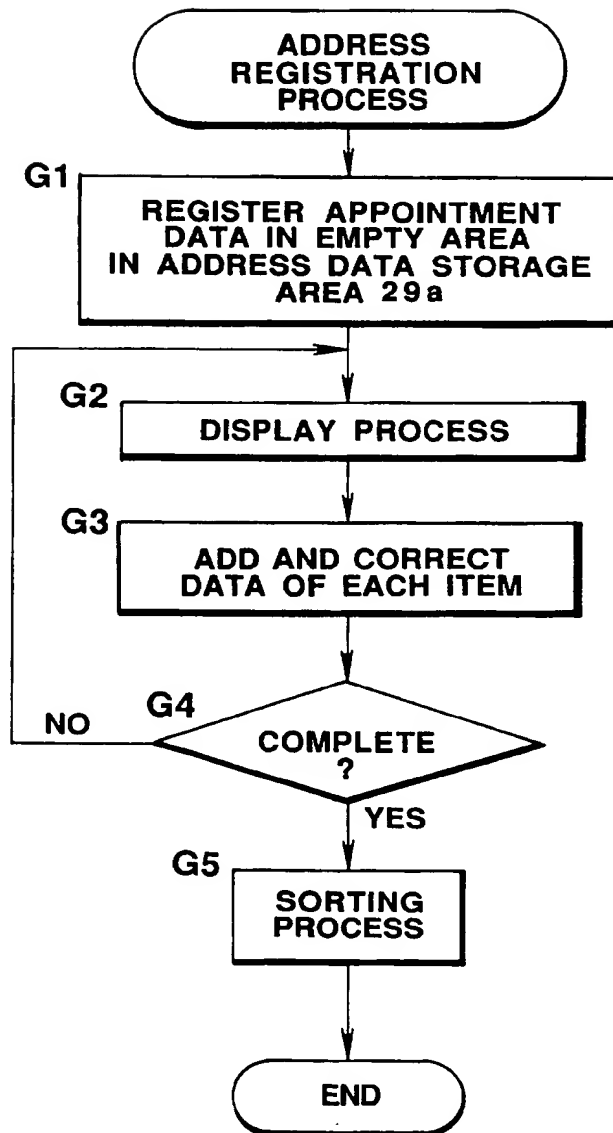 ADDRESS
REGISTRATION
PROCESS
G1
REGISTER APPOINTMENT
DATA IN EMPTY AREA
IN ADDRESS DATA STORAGE
AREA 29a
G2
DISPLAY PROCESS
G3
ADD AND CORRECT
DATA OF EACH ITEM
G4
NO
COMPLETE
?
YES
G5
SORTING
PROCESS
END